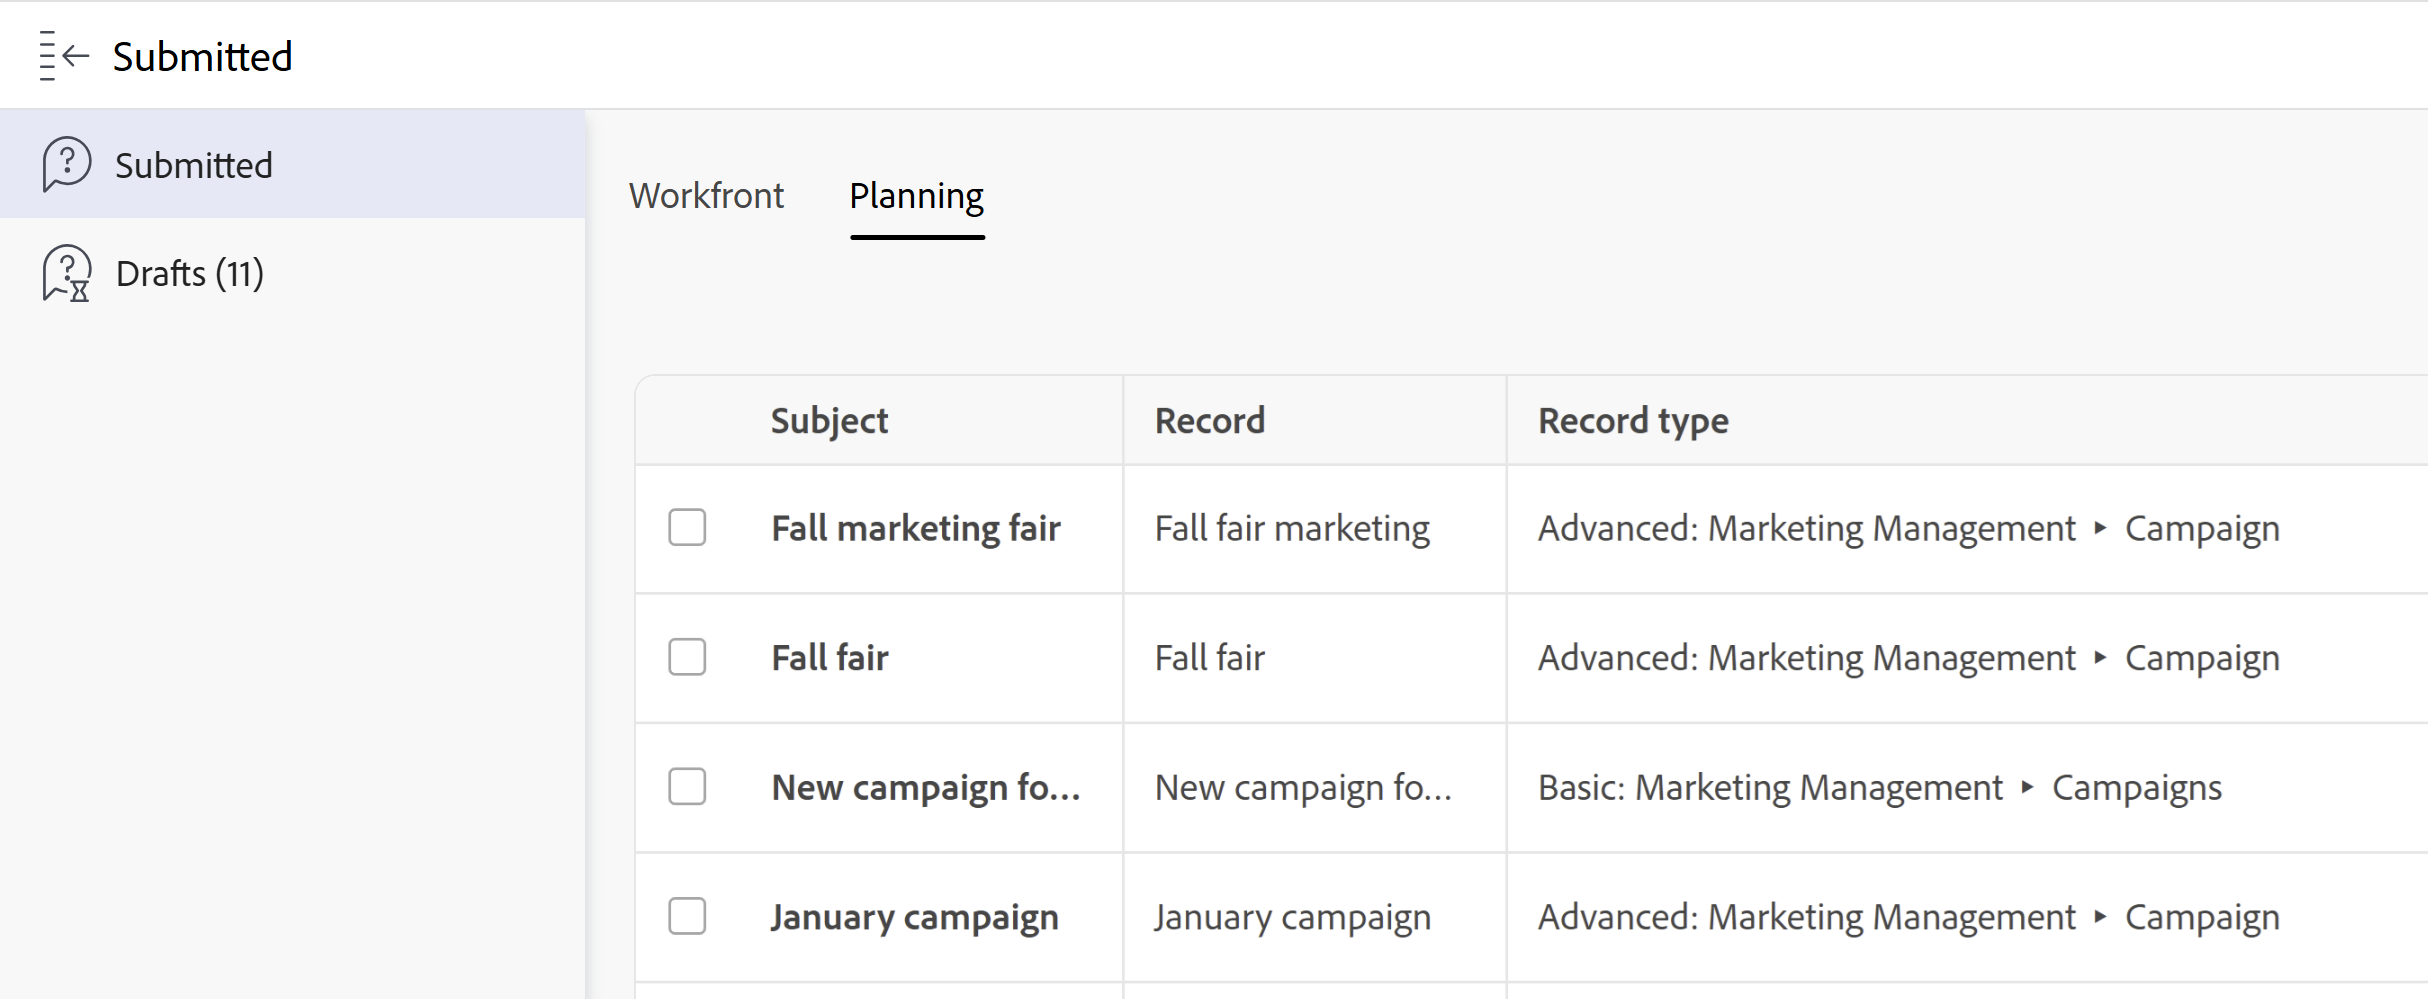 Submitted
Submitted
Drafts (11)
Workfront Planning
Subject Record Record type
Fall marketing fair Fall fair marketing Advanced: Marketing Management ▸ Campaign
Fall fair Fall fair Advanced: Marketing Management ▸ Campaign
New campaign fo... New campaign fo... Basic: Marketing Management ▸ Campaigns
January campaign January campaign Advanced: Marketing Management ▸ Campaign